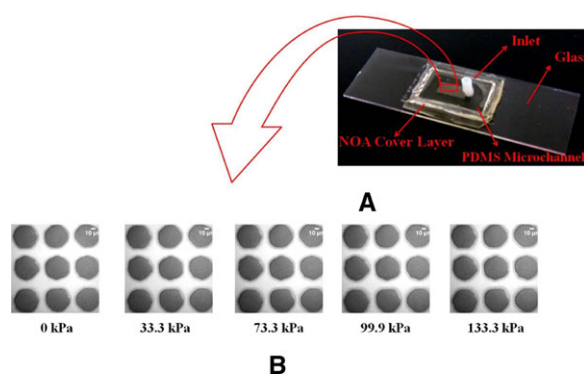 Inlet
Glass
NOA Cover Layer
PDMS Microchannel
A
10 μm
10 μm
10 μm
10 μm
10 μm
0 kPa
33.3 kPa
73.3 kPa
99.9 kPa
133.3 kPa
B